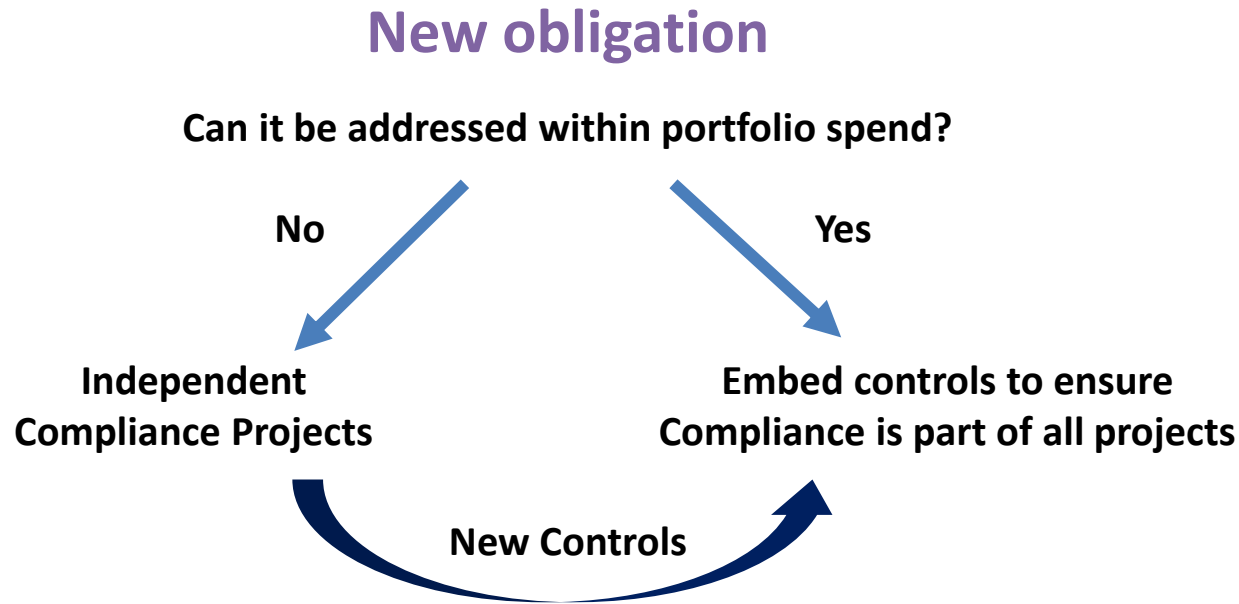 New obligation
Can it be addressed within portfolio spend?
No
Yes
Independent
Compliance Projects
Embed controls to ensure
Compliance is part of all projects
New Controls